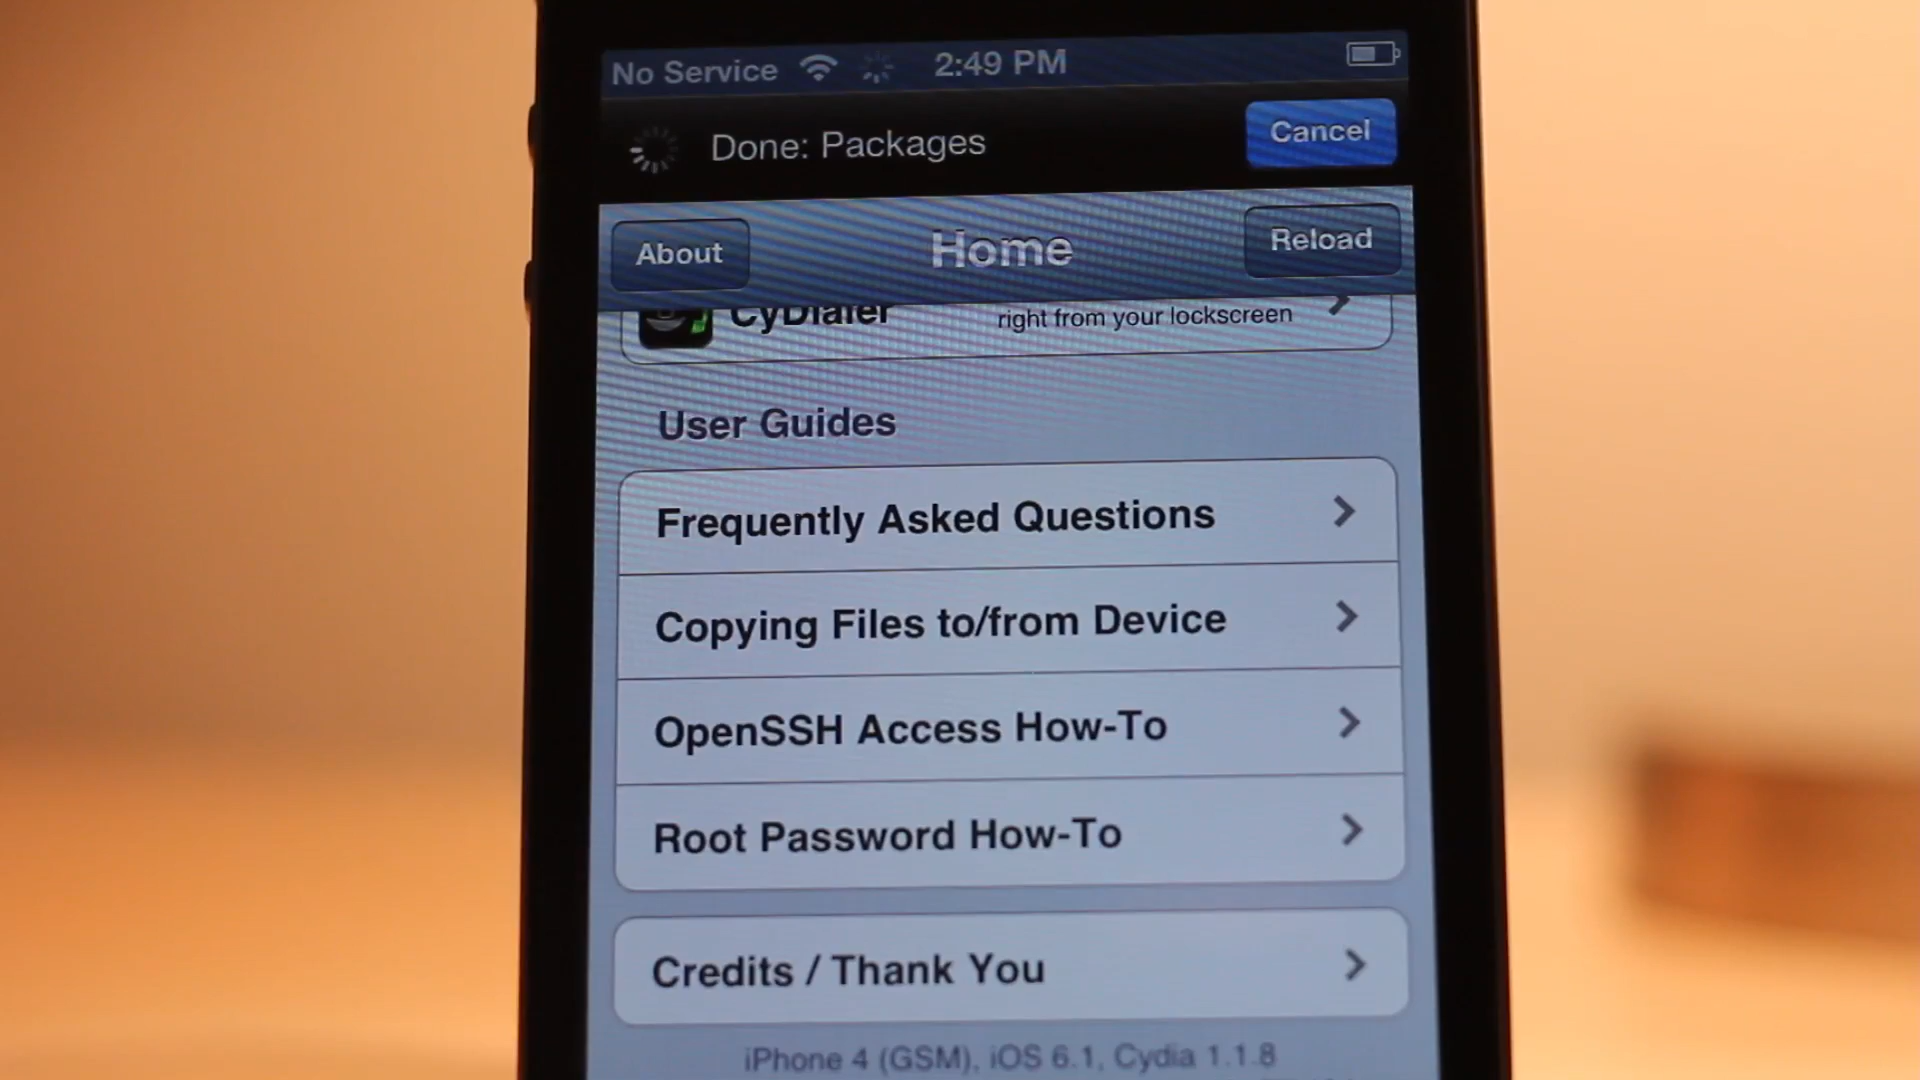 No Service 2:49 PM
Done: Packages Cancel
About Home Reload
CyDialer right from your lockscreen
User Guides
Frequently Asked Questions
Copying Files to/from Device
OpenSSH Access How-To
Root Password How-To
Credits / Thank You
iPhone 4 (GSM), iOS 6.1, Cydia 1.1.8